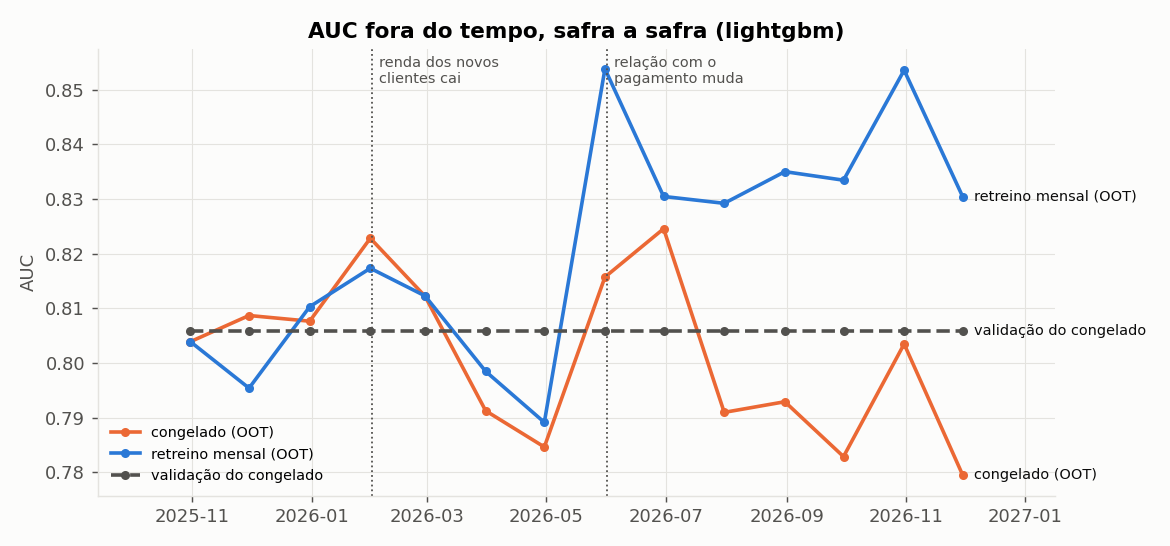 AUC fora do tempo, safra a safra (lightgbm)
renda dos novos
clientes cai
relação com o
pagamento muda
0.85
0.84
0.83
0.82
0.81
0.80
0.79
0.78
AUC
retreino mensal (OOT)
validação do congelado
congelado (OOT)
congelado (OOT)
retreino mensal (OOT)
validação do congelado
2025-11
2026-01
2026-03
2026-05
2026-07
2026-09
2026-11
2027-01